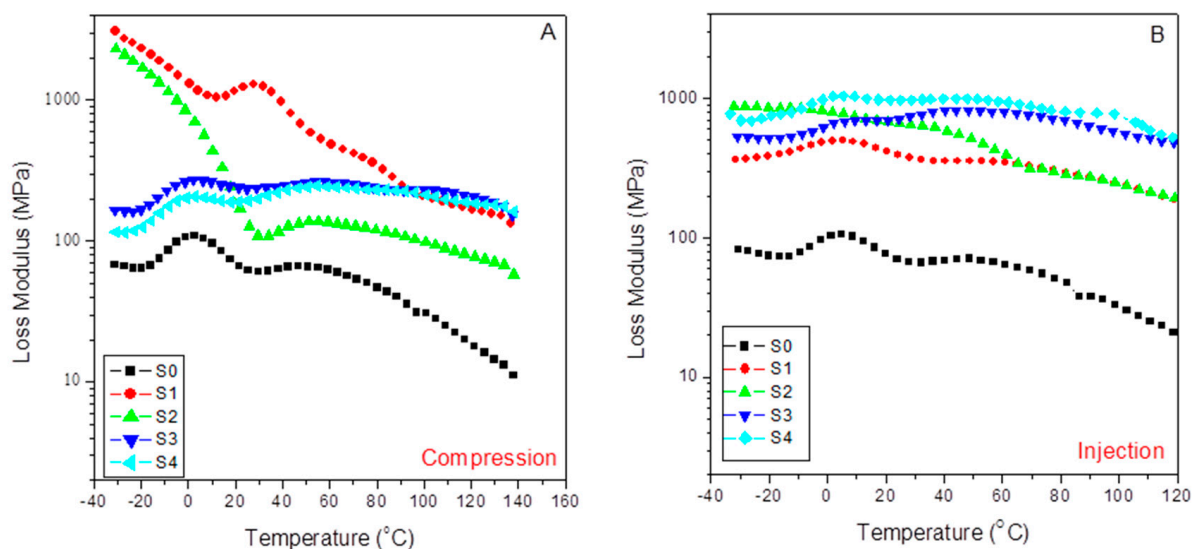 A
Loss Modulus (MPa)
1000
100
10
S0
S1
S2
S3
S4
Compression
-40 -20 0 20 40 60 80 100 120 140 160
Temperature (°C)
B
Loss Modulus (MPa)
1000
100
10
S0
S1
S2
S3
S4
Injection
-40 -20 0 20 40 60 80 100 120
Temperature (°C)